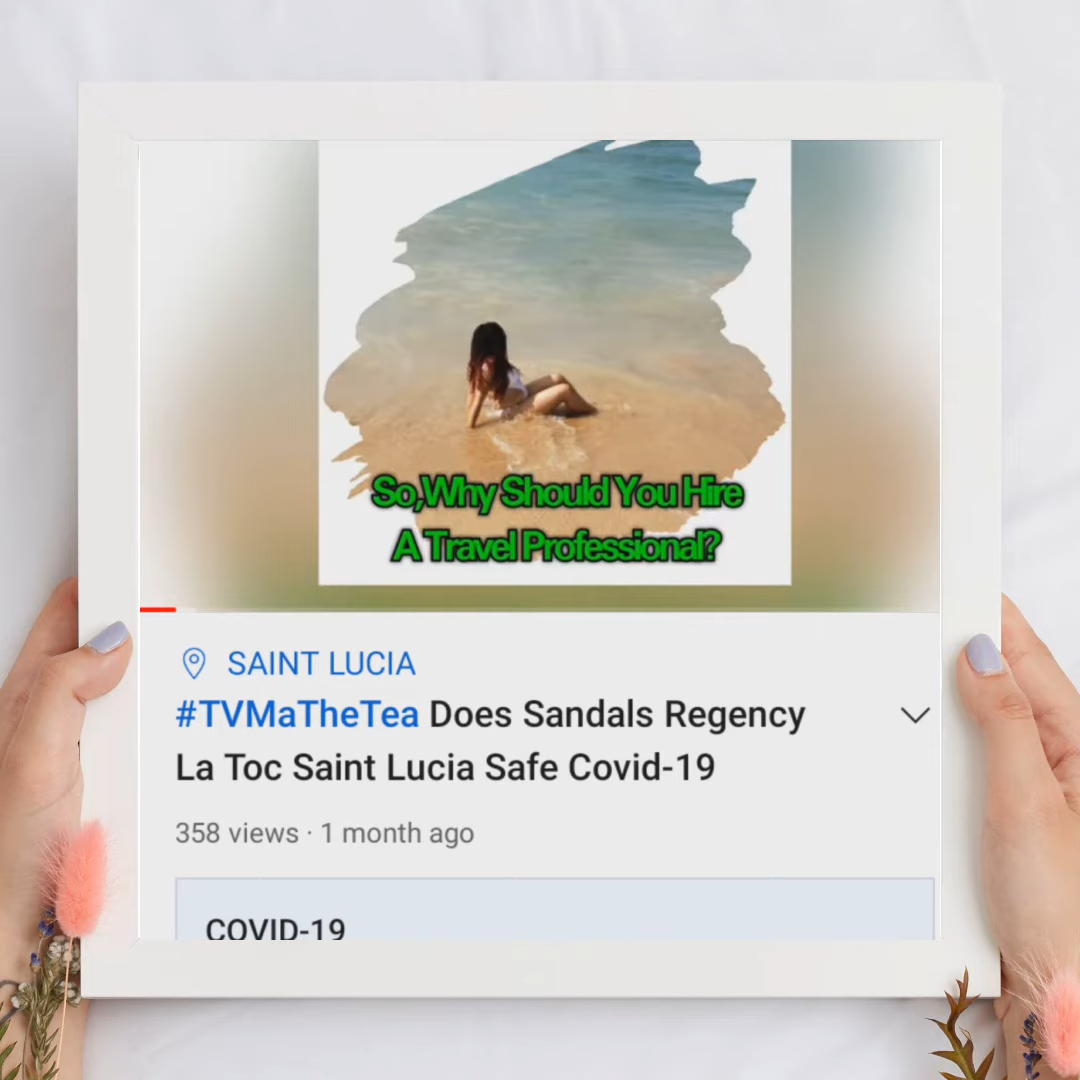 So,Why Should You Hire
A Travel Professional?
SAINT LUCIA
#TVMaTheTea Does Sandals Regency
La Toc Saint Lucia Safe Covid-19
358 views · 1 month ago
COVID-19